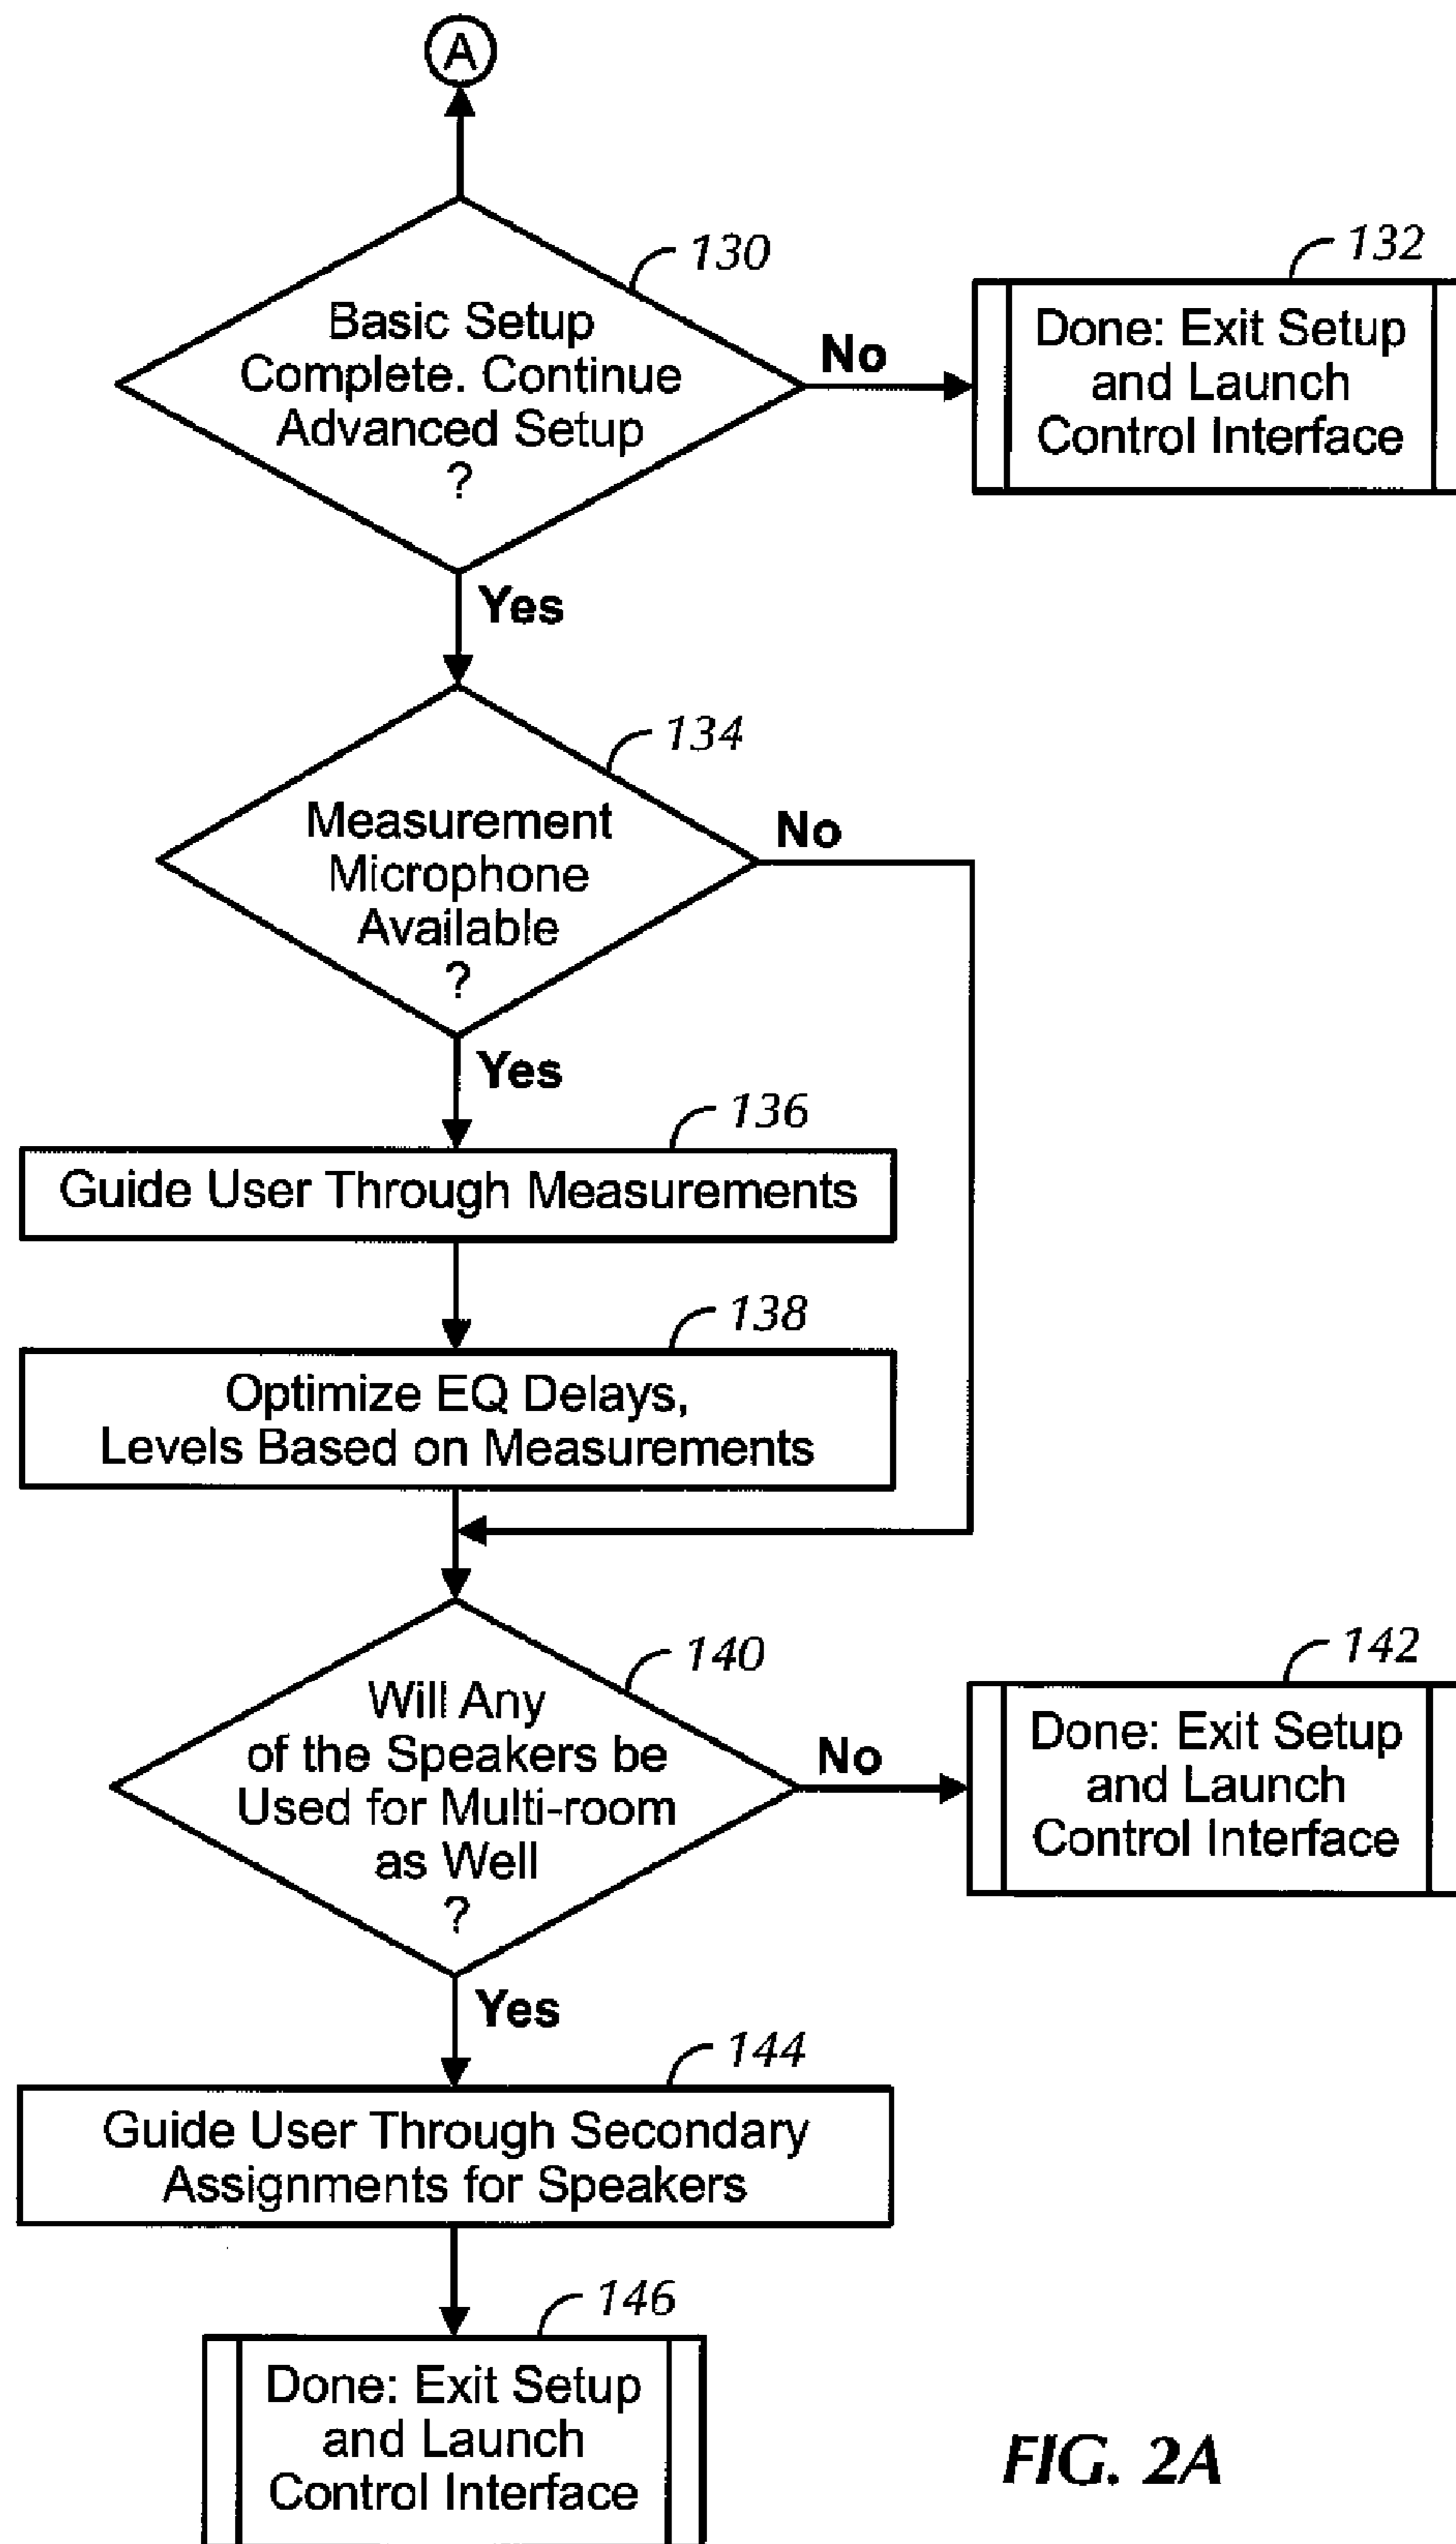 A
130
Basic Setup
Complete. Continue
Advanced Setup
?
No
132
Done: Exit Setup
and Launch
Control Interface
Yes
134
Measurement
Microphone
Available
?
No
Yes
136
Guide User Through Measurements
138
Optimize EQ Delays,
Levels Based on Measurements
140
Will Any
of the Speakers be
Used for Multi-room
as Well
?
No
142
Done: Exit Setup
and Launch
Control Interface
Yes
144
Guide User Through Secondary
Assignments for Speakers
146
Done: Exit Setup
and Launch
Control Interface
FIG. 2A